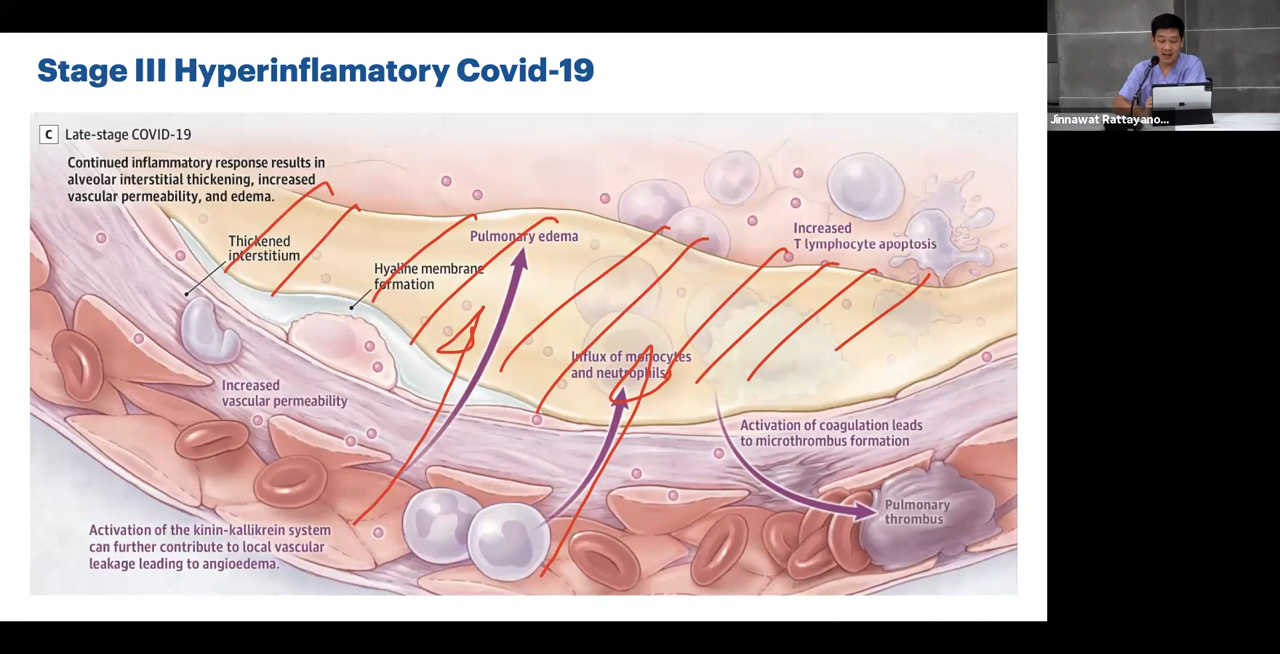 Stage III Hyperinflamatory Covid-19
Jinnawat Rattayano...
C Late-stage COVID-19
Continued inflammatory response results in
alveolar interstitial thickening, increased
vascular permeability, and edema.
Thickened
interstitium
Hyaline membrane
formation
Pulmonary edema
Increased
T lymphocyte apoptosis
Influx of monocytes
and neutrophils
Increased
vascular permeability
Activation of coagulation leads
to microthrombus formation
Pulmonary
thrombus
Activation of the kinin-kallikrein system
can further contribute to local vascular
leakage leading to angioedema.